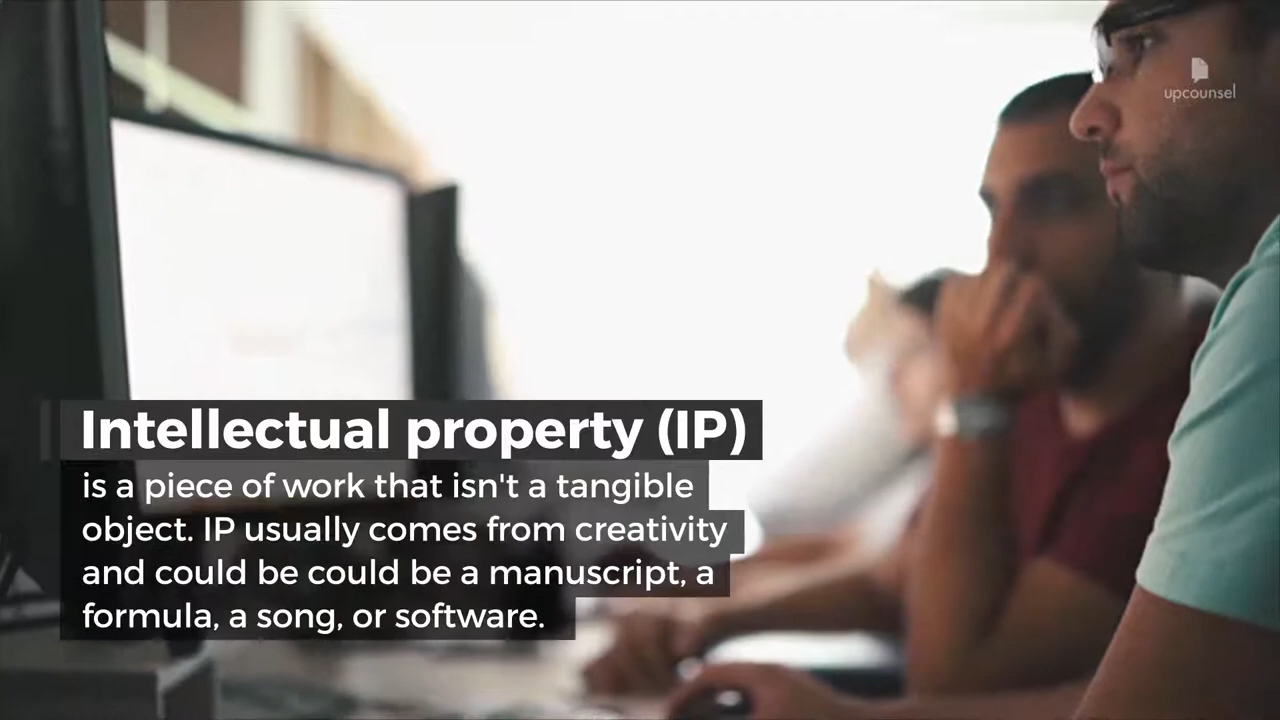 upcounsel
Intellectual property (IP)
is a piece of work that isn't a tangible
object. IP usually comes from creativity
and could be could be a manuscript, a
formula, a song, or software.